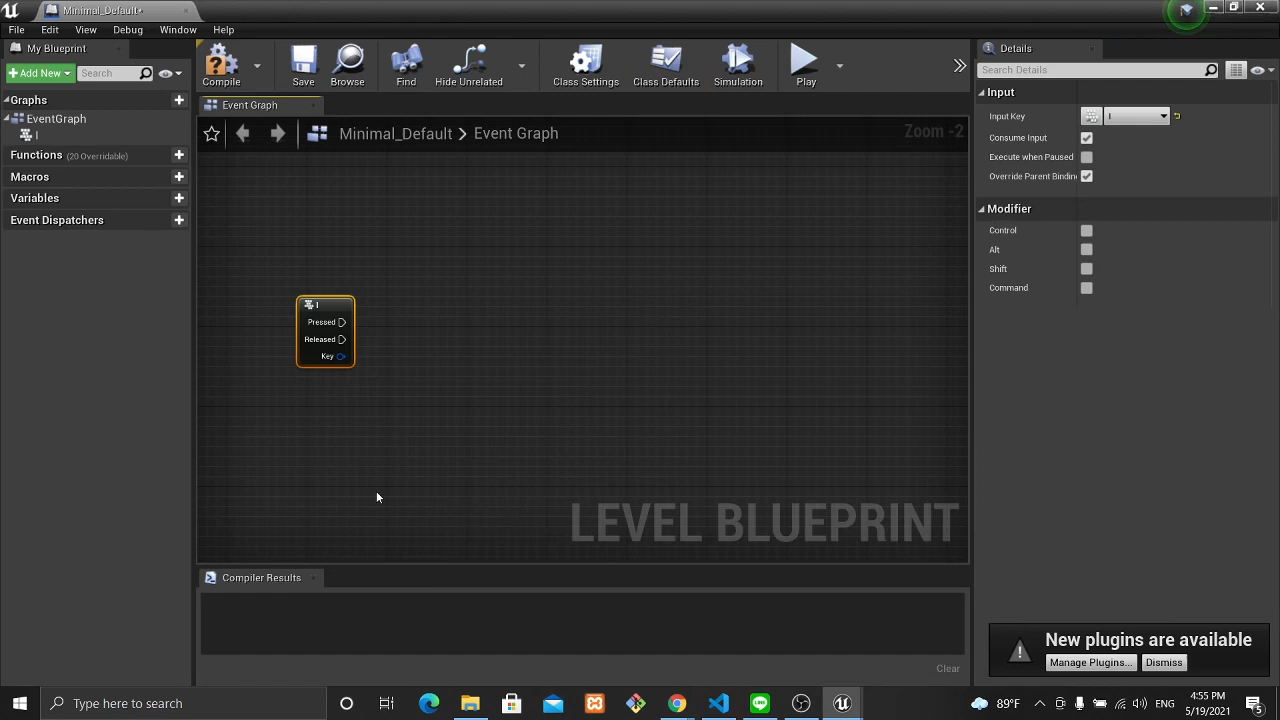 Minimal_Default*
File Edit View Debug Window Help
My Blueprint
Add New Search
Graphs
EventGraph
I
Functions (20 Overridable)
Macros
Variables
Event Dispatchers
Compile Save Browse Find Hide Unrelated Class Settings Class Defaults Simulation Play
Event Graph
Minimal_Default > Event Graph
Zoom -2
I
Pressed
Released
Key
LEVEL BLUEPRINT
Compiler Results
Clear
Details
Search Details
Input
Input Key I
Consume Input
Execute when Paused
Override Parent Bindin
Modifier
Control
Alt
Shift
Command
New plugins are available
Manage Plugins... Dismiss
Type here to search
LINE
89°F
4:55 PM
5/19/2021
5